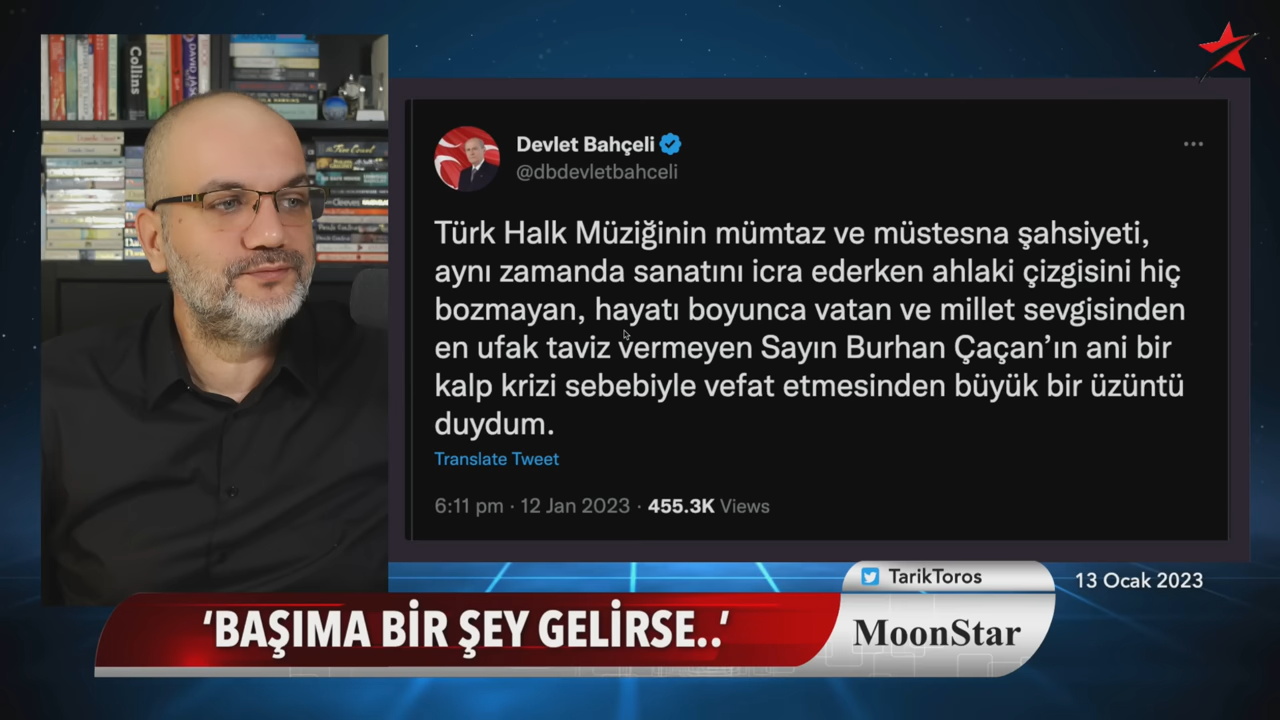 Collins
DAVID
Devlet Bahçeli
@dbdevletbahceli
Türk Halk Müziğinin mümtaz ve müstesna şahsiyeti,
aynı zamanda sanatını icra ederken ahlaki çizgisini hiç
bozmayan, hayatı boyunca vatan ve millet sevgisinden
en ufak taviz vermeyen Sayın Burhan Çaçan’ın ani bir
kalp krizi sebebiyle vefat etmesinden büyük bir üzüntü
duydum.
Translate Tweet
6:11 pm · 12 Jan 2023 · 455.3K Views
TarikToros
13 Ocak 2023
‘BAŞIMA BİR ŞEY GELİRSE..’
MoonStar